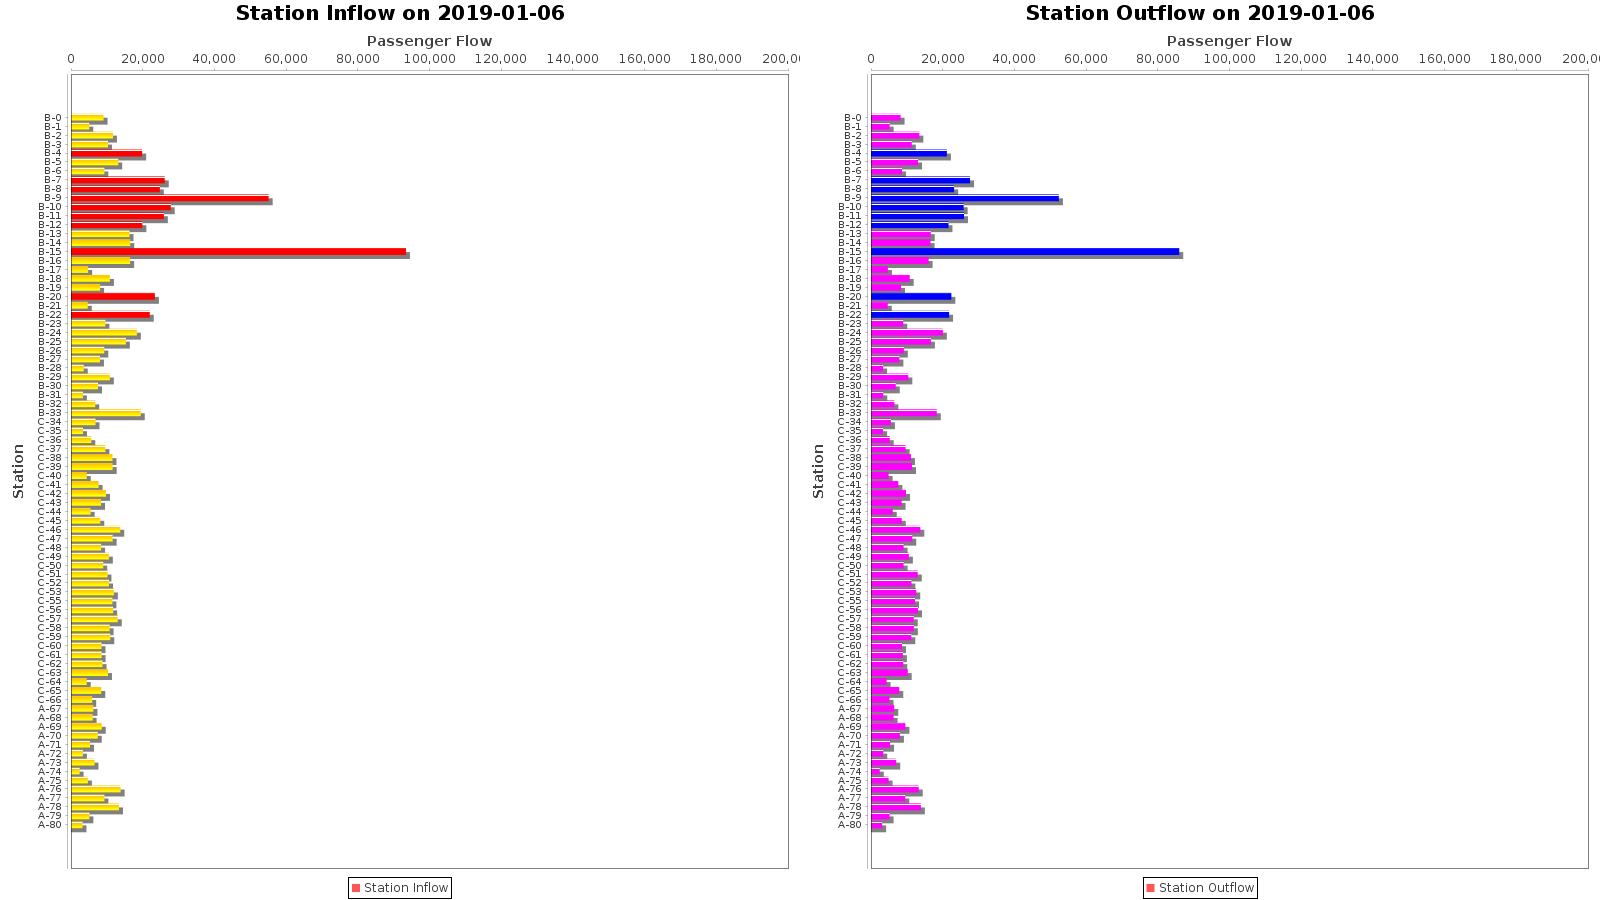 Station Inflow on 2019-01-06
Passenger Flow
0 20,000 40,000 60,000 80,000 100,000 120,000 140,000 160,000 180,000 200,0
Station
B-0
B-1
B-2
B-3
B-4
B-5
B-6
B-7
B-8
B-9
B-10
B-11
B-12
B-13
B-14
B-15
B-16
B-17
B-18
B-19
B-20
B-21
B-22
B-23
B-24
B-25
B-26
B-27
B-28
B-29
B-30
B-31
B-32
B-33
C-34
C-35
C-36
C-37
C-38
C-39
C-40
C-41
C-42
C-43
C-44
C-45
C-46
C-47
C-48
C-49
C-50
C-51
C-52
C-53
C-55
C-56
C-57
C-58
C-59
C-60
C-61
C-62
C-63
C-64
C-65
C-66
A-67
A-68
A-69
A-70
A-71
A-72
A-73
A-74
A-75
A-76
A-77
A-78
A-79
A-80
Station Inflow
Station Outflow on 2019-01-06
Passenger Flow
0 20,000 40,000 60,000 80,000 100,000 120,000 140,000 160,000 180,000 200,0
Station
B-0
B-1
B-2
B-3
B-4
B-5
B-6
B-7
B-8
B-9
B-10
B-11
B-12
B-13
B-14
B-15
B-16
B-17
B-18
B-19
B-20
B-21
B-22
B-23
B-24
B-25
B-26
B-27
B-28
B-29
B-30
B-31
B-32
B-33
C-34
C-35
C-36
C-37
C-38
C-39
C-40
C-41
C-42
C-43
C-44
C-45
C-46
C-47
C-48
C-49
C-50
C-51
C-52
C-53
C-55
C-56
C-57
C-58
C-59
C-60
C-61
C-62
C-63
C-64
C-65
C-66
A-67
A-68
A-69
A-70
A-71
A-72
A-73
A-74
A-75
A-76
A-77
A-78
A-79
A-80
Station Outflow